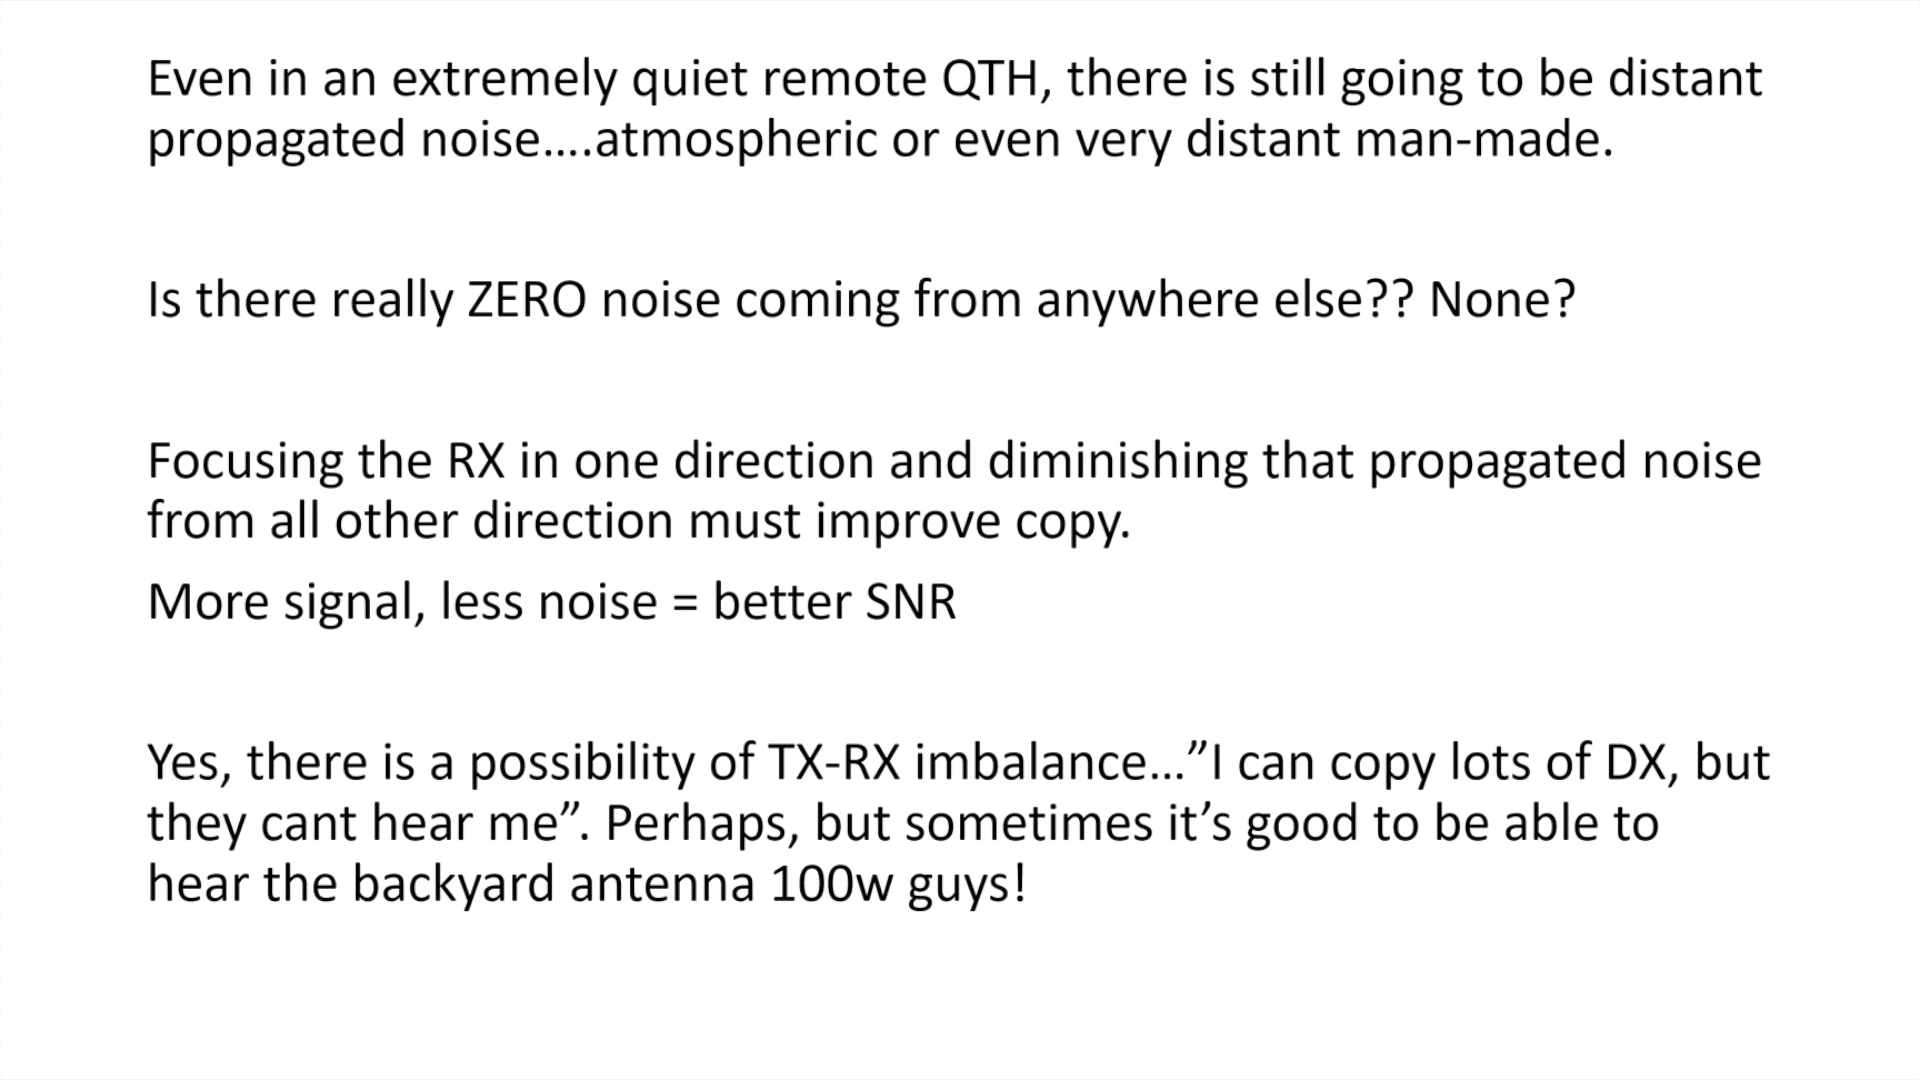 Even in an extremely quiet remote QTH, there is still going to be distant
propagated noise....atmospheric or even very distant man-made.
Is there really ZERO noise coming from anywhere else?? None?
Focusing the RX in one direction and diminishing that propagated noise
from all other direction must improve copy.
More signal, less noise = better SNR
Yes, there is a possibility of TX-RX imbalance...”I can copy lots of DX, but
they cant hear me”. Perhaps, but sometimes it’s good to be able to
hear the backyard antenna 100w guys!